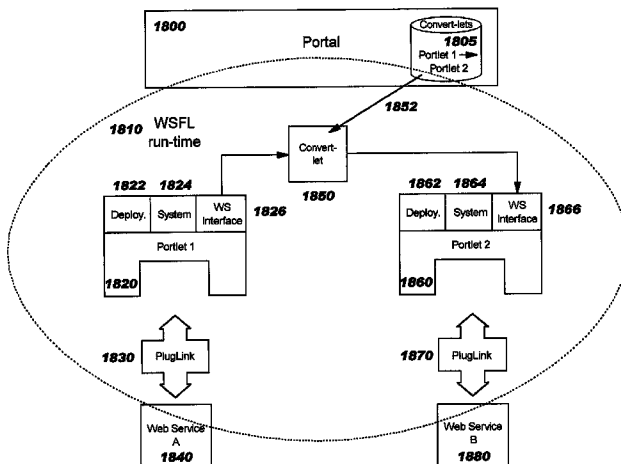 1800
Portal
Convert-lets
1805
Portlet 1
Portlet 2
1852
1810 WSFL
run-time
Convert-
let
1850
1822 1824
1826
Deploy. System WS
Interface
Portlet 1
1820
1862 1864
1866
Deploy. System WS
Interface
Portlet 2
1860
1830
PlugLink
1870
PlugLink
Web Service
A
1840
Web Service
B
1880